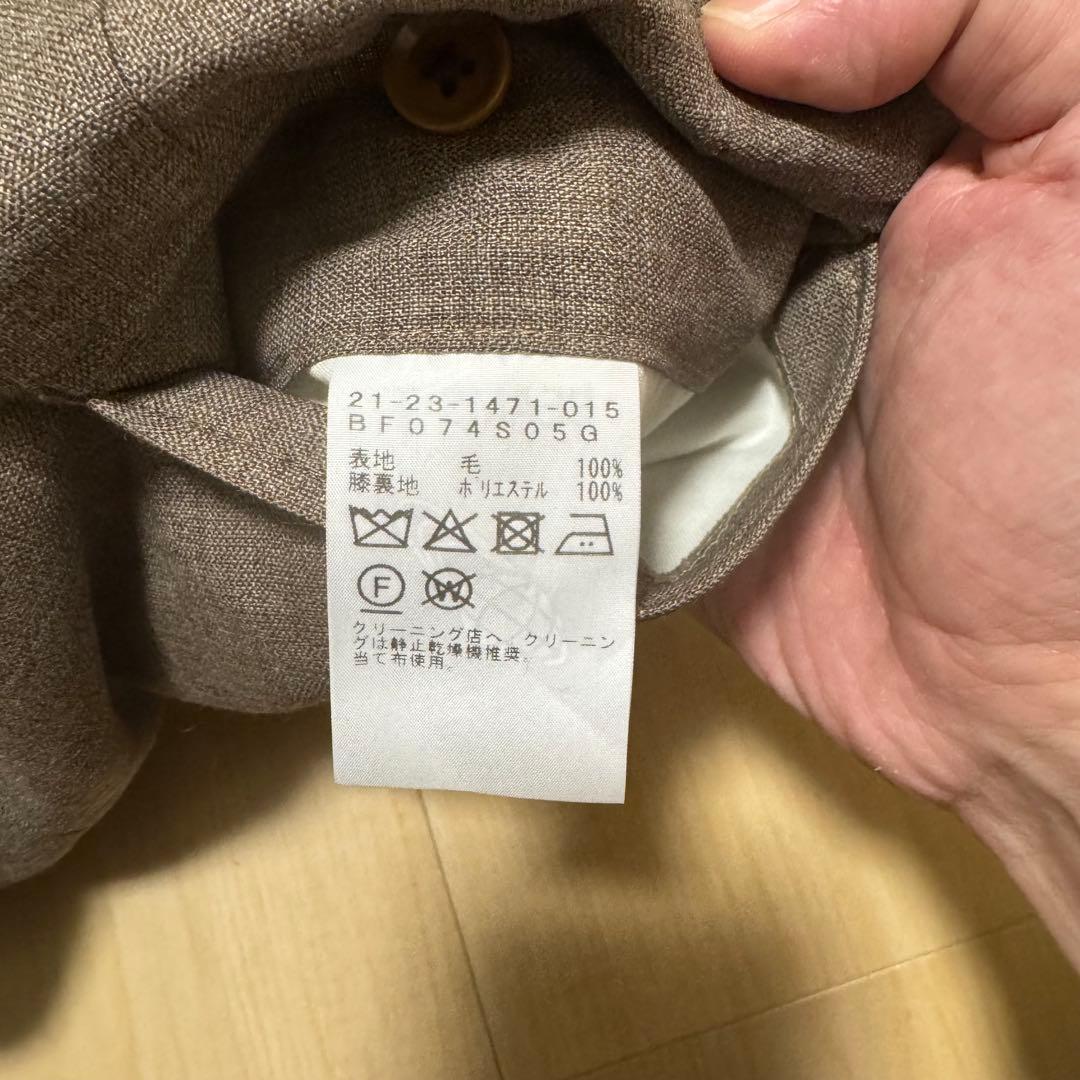 21-23-1471-015
BF074S05G
表地 毛 100%
膝裏地 ポリエステル 100%
F
W
クリーニング店へ クリーニン
グは静止乾燥機推奨。
当て布使用。